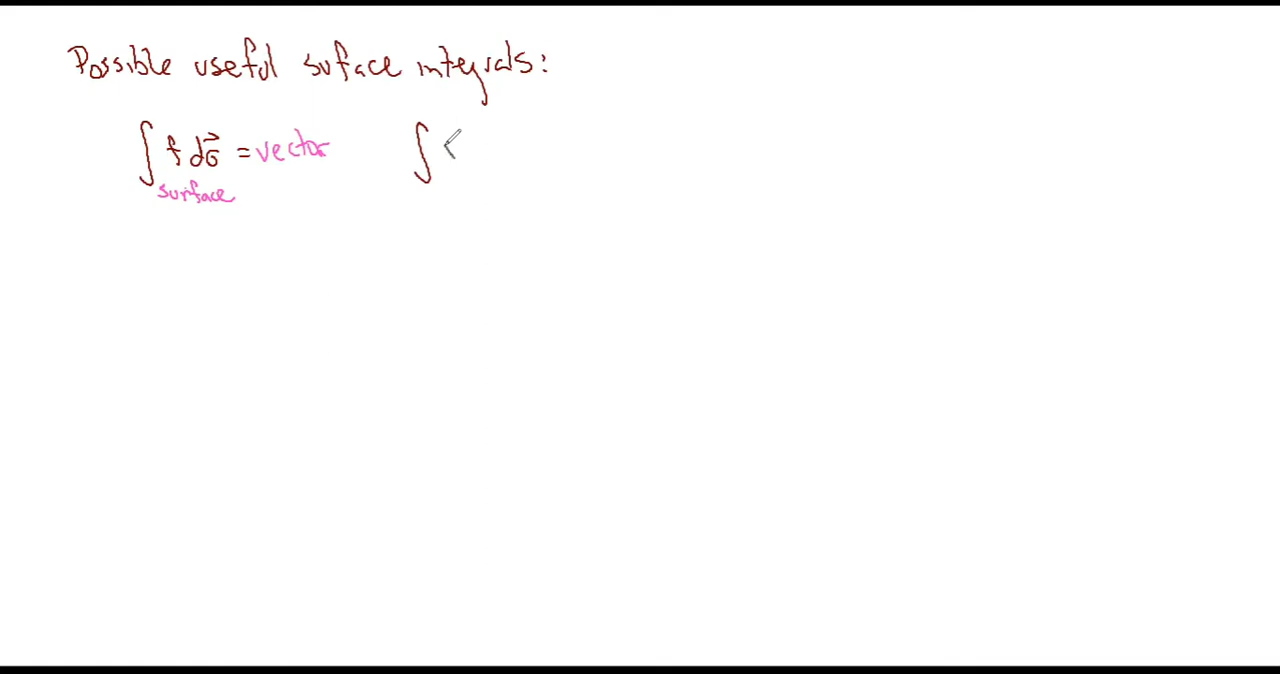 Possible useful suface integrals:
∫ f dσ⃗ = vector ∫
surface